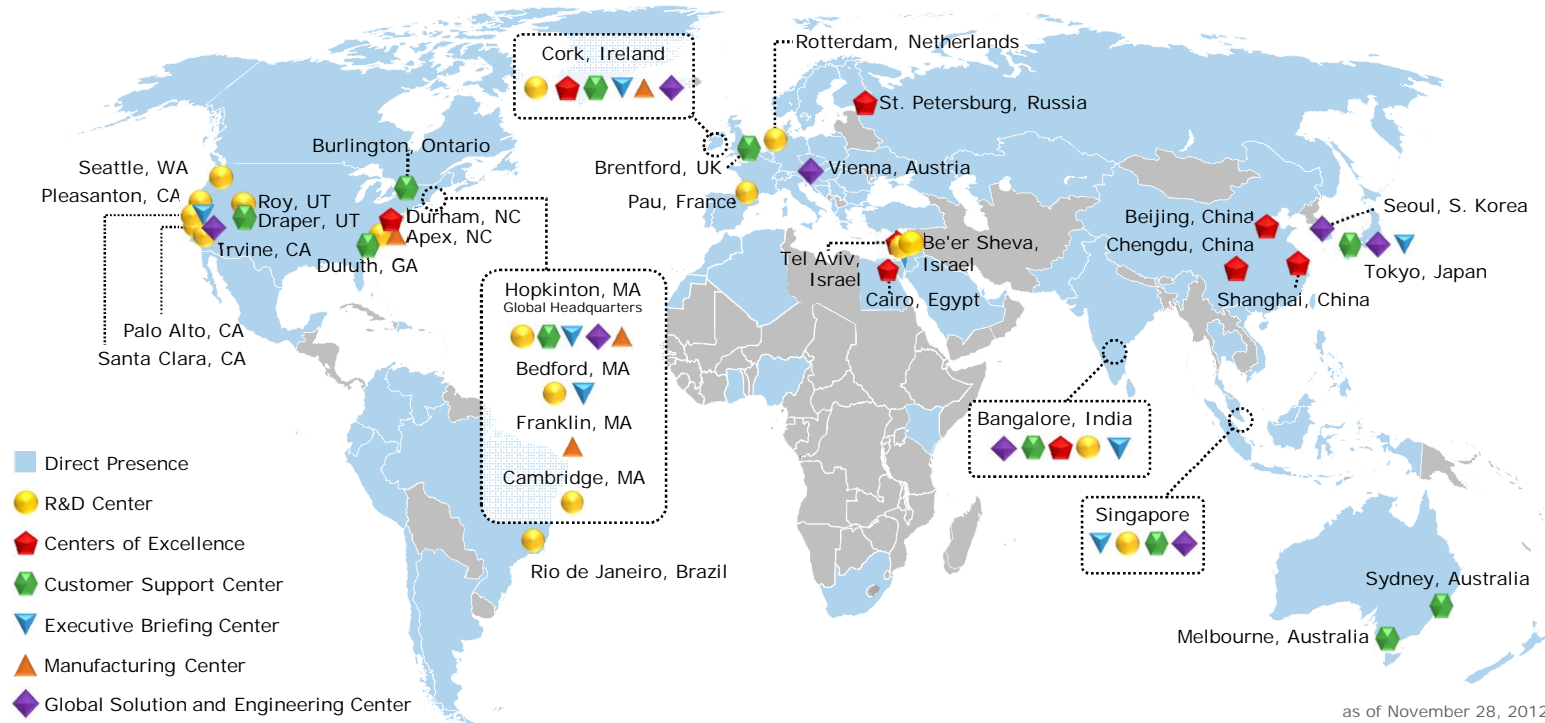 Cork, Ireland
Rotterdam, Netherlands
St. Petersburg, Russia
Burlington, Ontario
Seattle, WA
Brentford, UK
Vienna, Austria
Pleasanton, CA
Roy, UT
Pau, France
Draper, UT
Durham, NC
Apex, NC
Irvine, CA
Duluth, GA
Beijing, China
Seoul, S. Korea
Chengdu, China
Be'er Sheva,
Israel
Tel Aviv,
Israel
Tokyo, Japan
Cairo, Egypt
Shanghai, China
Palo Alto, CA
Santa Clara, CA
Hopkinton, MA
Global Headquarters
Bedford, MA
Franklin, MA
Cambridge, MA
Bangalore, India
Singapore
Rio de Janeiro, Brazil
Sydney, Australia
Melbourne, Australia
Direct Presence
R&D Center
Centers of Excellence
Customer Support Center
Executive Briefing Center
Manufacturing Center
Global Solution and Engineering Center
as of November 28, 2012